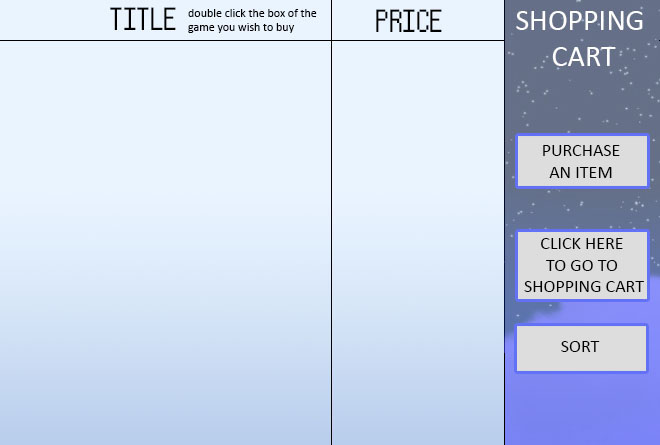 TITLE
double click the box of the
game you wish to buy
PRICE
SHOPPING
CART
PURCHASE
AN ITEM
CLICK HERE
TO GO TO
SHOPPING CART
SORT